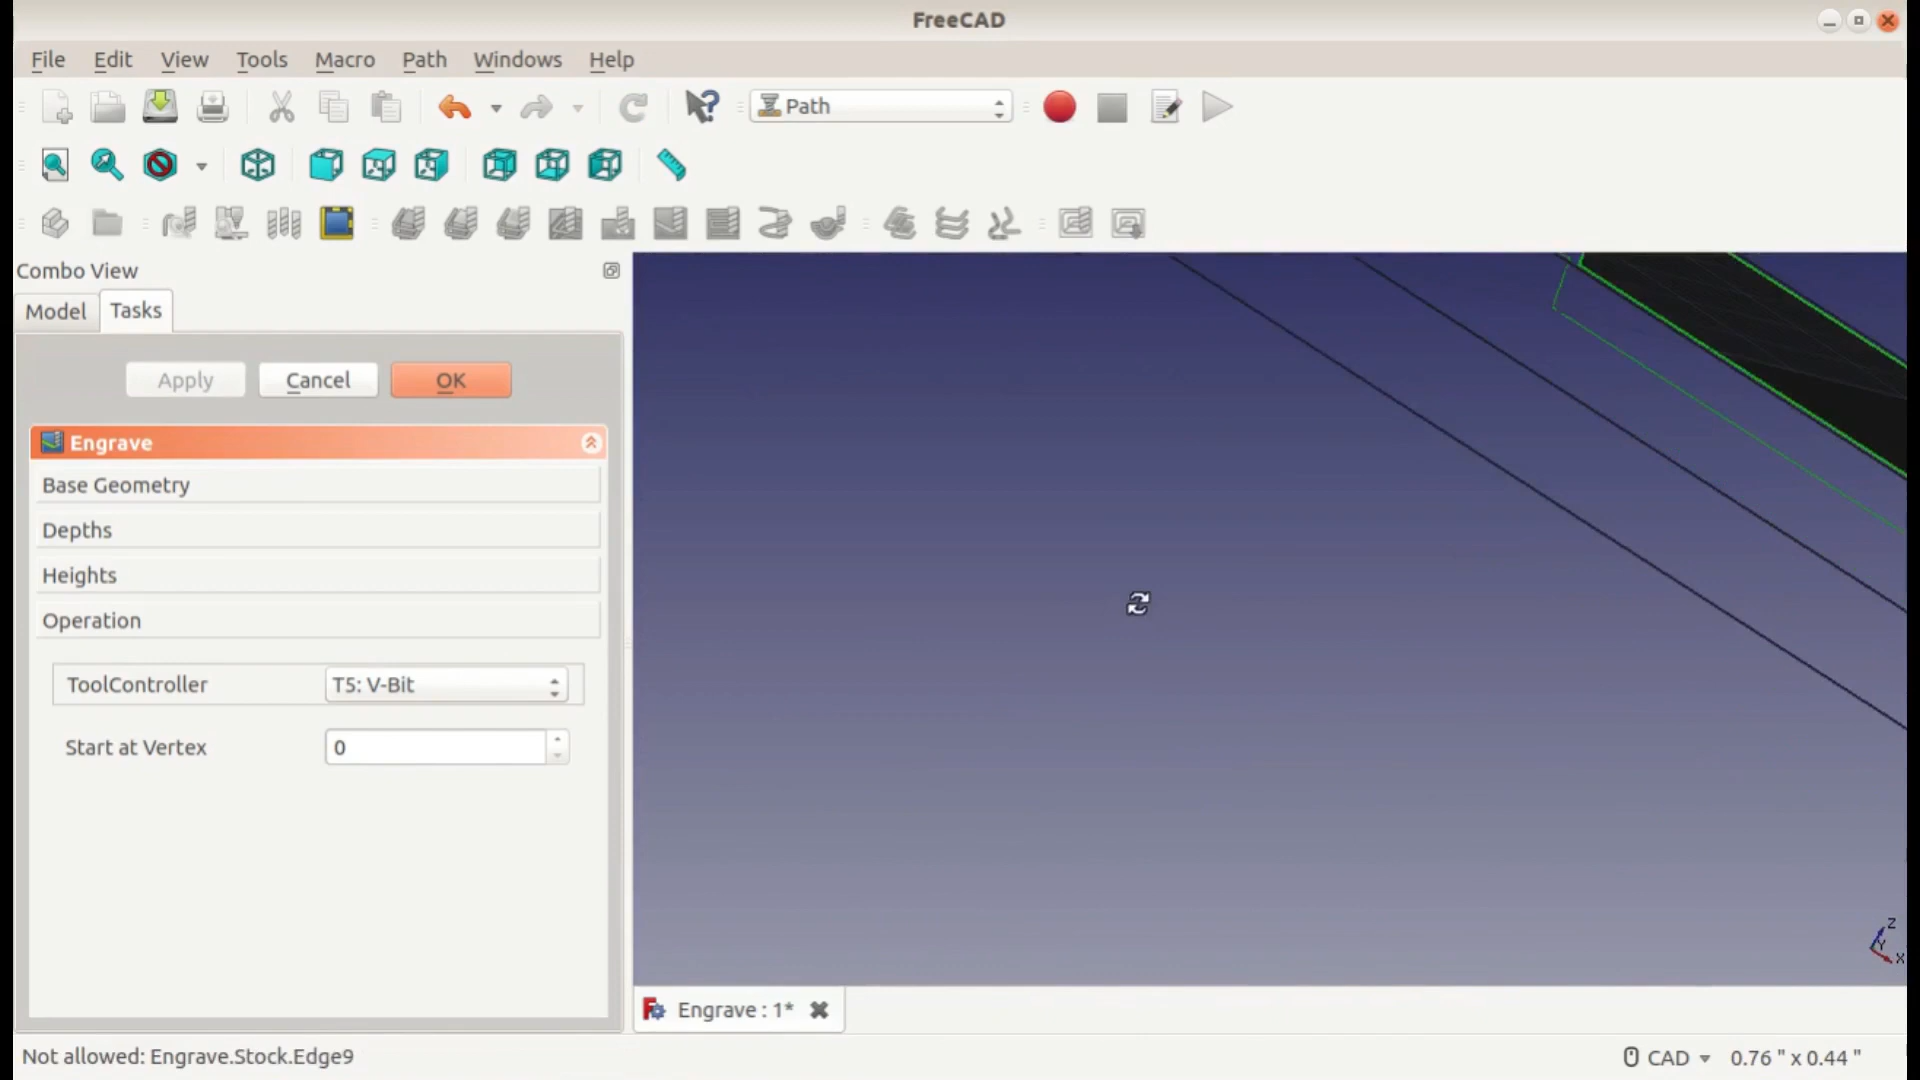 FreeCAD
File Edit View Tools Macro Path Windows Help
Path
Combo View
Model Tasks
Apply Cancel OK
Engrave
Base Geometry
Depths
Heights
Operation
ToolController T5: V-Bit
Start at Vertex 0
Z
Y
X
Engrave : 1*
Not allowed: Engrave.Stock.Edge9 CAD 0.76 " x 0.44 "